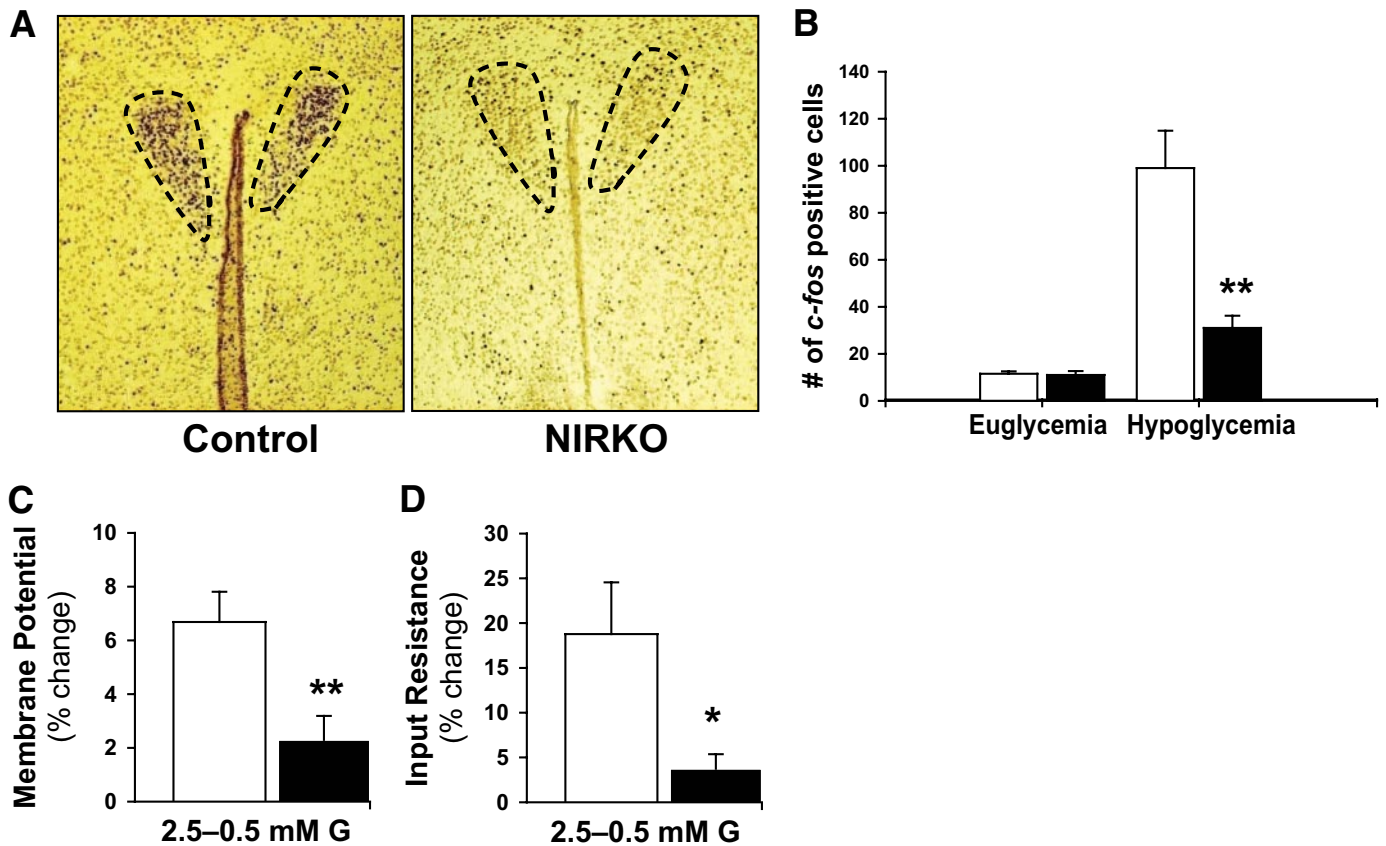 A
Control
NIRKO
B
# of c-fos positive cells
140
120
100
80
60
40
20
0
**
Euglycemia
Hypoglycemia
C
Membrane Potential
(% change)
10
8
6
4
2
0
**
2.5–0.5 mM G
D
Input Resistance
(% change)
30
25
20
15
10
5
0
*
2.5–0.5 mM G